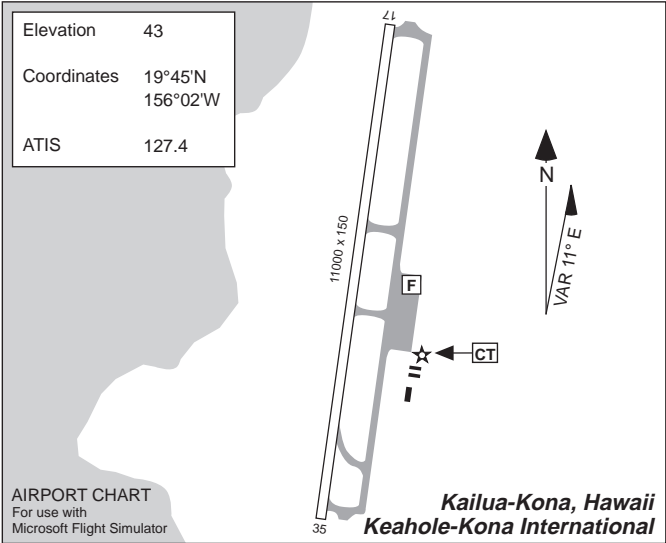 Elevation 43
Coordinates 19°45'N
156°02'W
ATIS 127.4
17
11000 x 150
F
N
VAR 11° E
CT
35
AIRPORT CHART
For use with
Microsoft Flight Simulator
Kailua-Kona, Hawaii
Keahole-Kona International